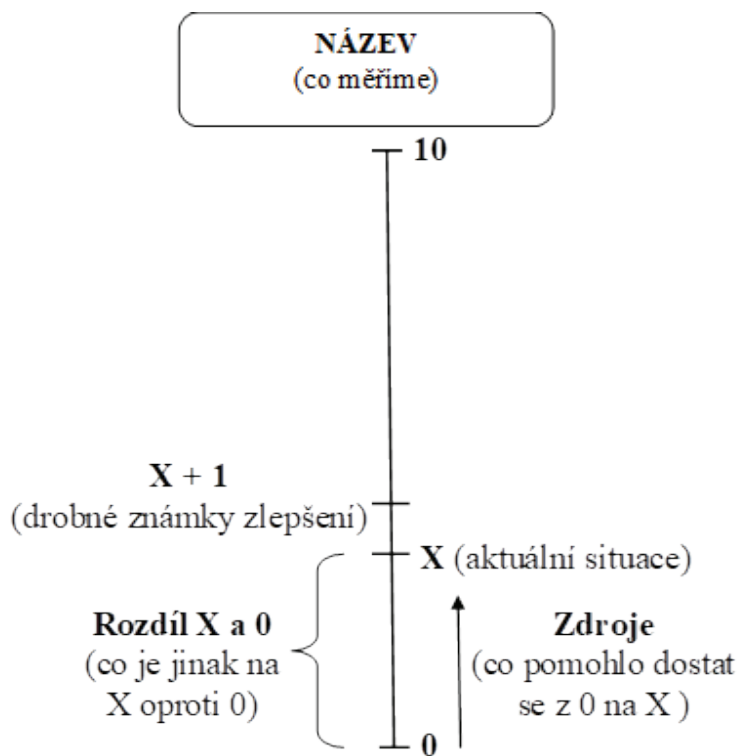 NÁZEV
(co měříme)
10
X + 1
(drobné známky zlepšení)
X (aktuální situace)
Rozdíl X a 0
(co je jinak na
X oproti 0)
Zdroje
(co pomohlo dostat
se z 0 na X )
0